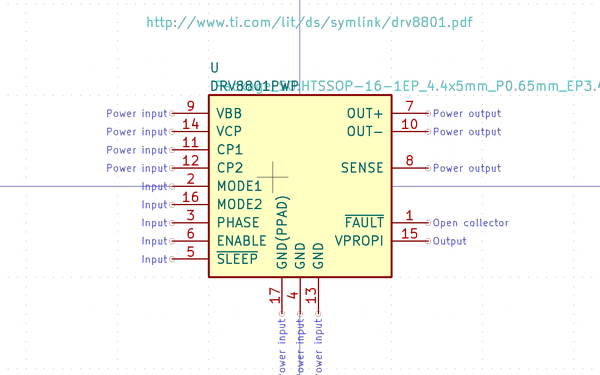 http://www.ti.com/lit/ds/symlink/drv8801.pdf
U
DRV8801PWP HTSSOP-16-1EP_4.4x5mm_P0.65mm_EP3.4
Power input 9 VBB OUT+ 7 Power output
Power input 14 VCP OUT- 10 Power output
Power input 11 CP1
Power input 12 CP2 SENSE 8 Power output
Input 2 MODE1
Input 16 MODE2
Input 3 PHASE FAULT 1 Open collector
Input 6 ENABLE VPROPI 15 Output
Input 5 SLEEP
GND(PPAD) GND GND
17 4 13
Power input Power input Power input